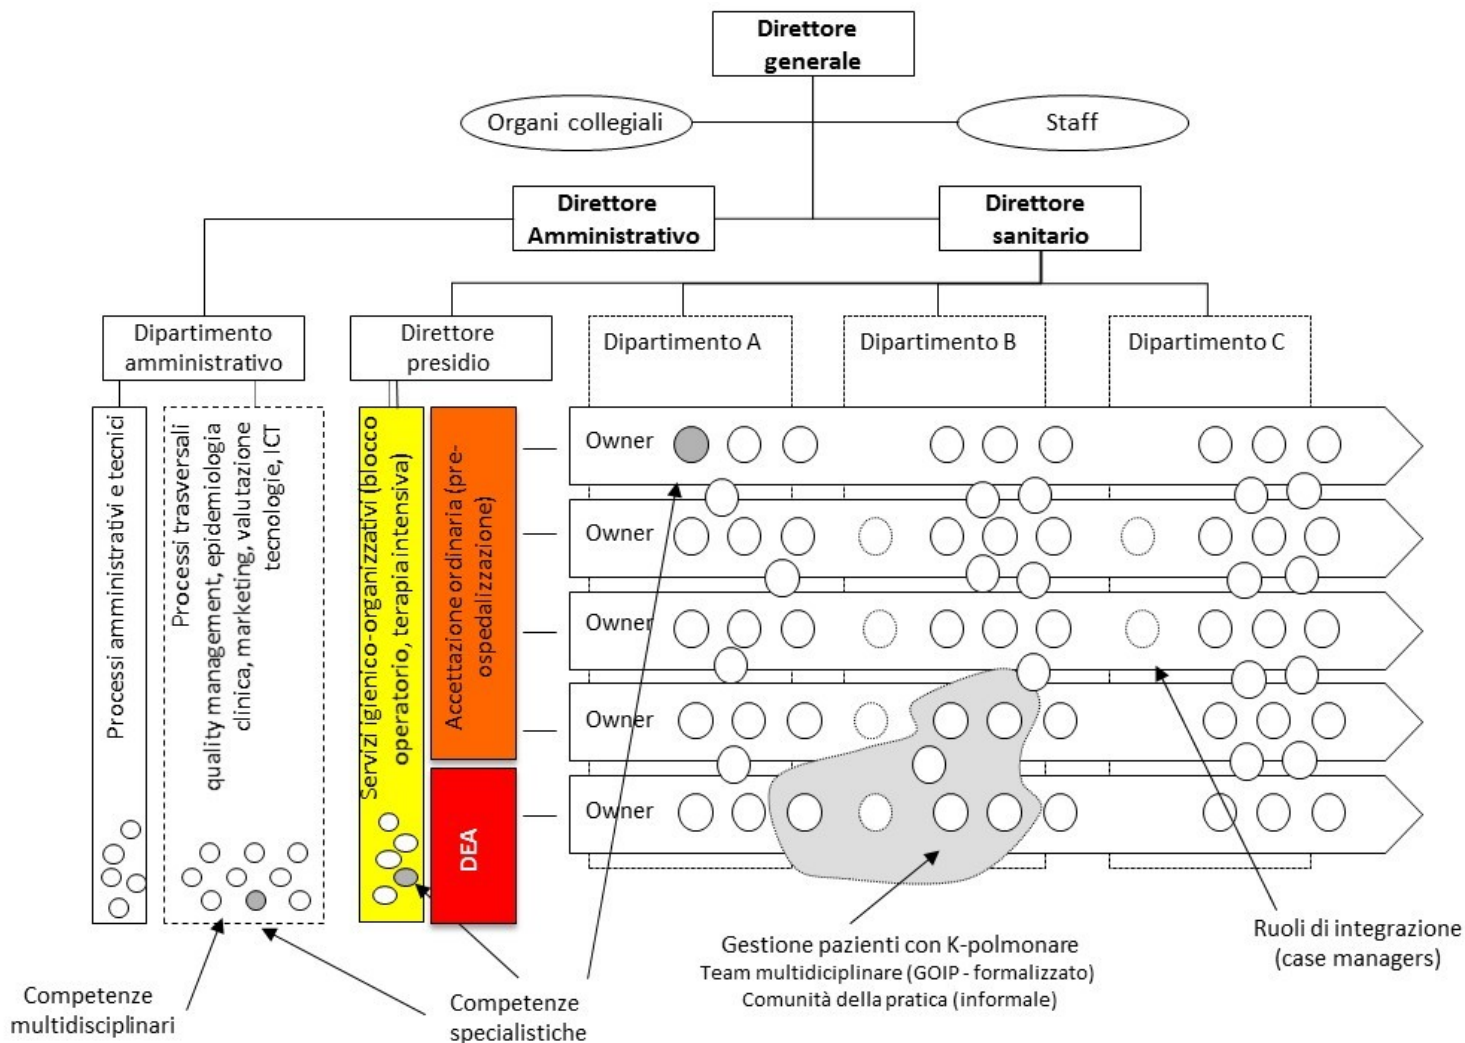 Direttore
generale
Organi collegiali
Staff
Direttore
Amministrativo
Direttore
sanitario
Dipartimento
amministrativo
Direttore
presidio
Dipartimento A
Dipartimento B
Dipartimento C
Processi amministrativi e tecnici
Processi trasversali
quality management, epidemiologia
clinica, marketing, valutazione
tecnologie, ICT
Servizi igienico-organizzativi (blocco
operatorio, terapia intensiva)
Accettazione ordinaria (pre-
ospedalizzazione)
DEA
Owner
Owner
Owner
Owner
Owner
Competenze
multidisciplinari
Competenze
specialistiche
Gestione pazienti con K-polmonare
Team multidiciplinare (GOIP - formalizzato)
Comunità della pratica (informale)
Ruoli di integrazione
(case managers)